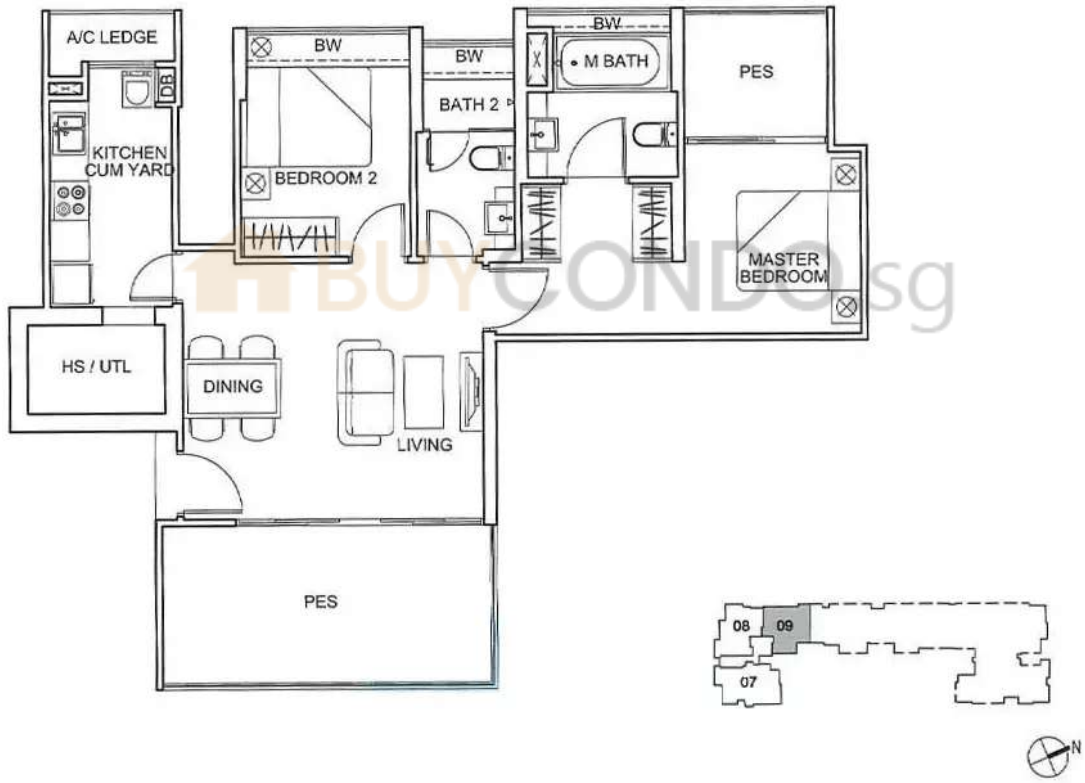 A/C LEDGE
BW
BW
BW
M BATH
PES
DB
BATH 2
KITCHEN
CUM YARD
BEDROOM 2
MASTER
BEDROOM
BUYCONDO.sg
HS / UTL
DINING
LIVING
PES
08
09
07
N